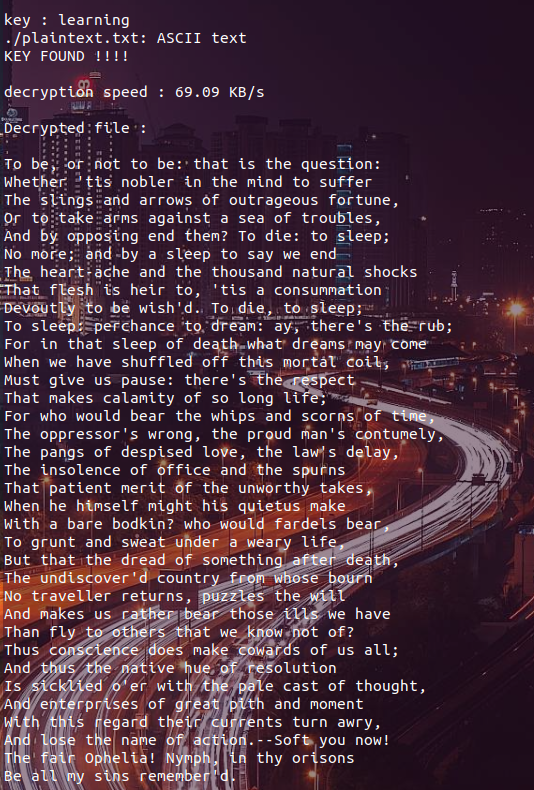 key : learning
./plaintext.txt: ASCII text
KEY FOUND !!!!
decryption speed : 69.09 KB/s
Decrypted file :
To be, or not to be: that is the question:
Whether 'tis nobler in the mind to suffer
The slings and arrows of outrageous fortune,
Or to take arms against a sea of troubles,
And by opposing end them? To die: to sleep;
No more; and by a sleep to say we end
The heart-ache and the thousand natural shocks
That flesh is heir to, 'tis a consummation
Devoutly to be wish'd. To die, to sleep;
To sleep: perchance to dream: ay, there's the rub;
For in that sleep of death what dreams may come
When we have shuffled off this mortal coil,
Must give us pause: there's the respect
That makes calamity of so long life;
For who would bear the whips and scorns of time,
The oppressor's wrong, the proud man's contumely,
The pangs of despised love, the law's delay,
The insolence of office and the spurns
That patient merit of the unworthy takes,
When he himself might his quietus make
With a bare bodkin? who would fardels bear,
To grunt and sweat under a weary life,
But that the dread of something after death,
The undiscover'd country from whose bourn
No traveller returns, puzzles the will
And makes us rather bear those ills we have
Than fly to others that we know not of?
Thus conscience does make cowards of us all;
And thus the native hue of resolution
Is sicklied o'er with the pale cast of thought,
And enterprises of great pith and moment
With this regard their currents turn awry,
And lose the name of action.--Soft you now!
The fair Ophelia! Nymph, in thy orisons
Be all my sins remember'd.